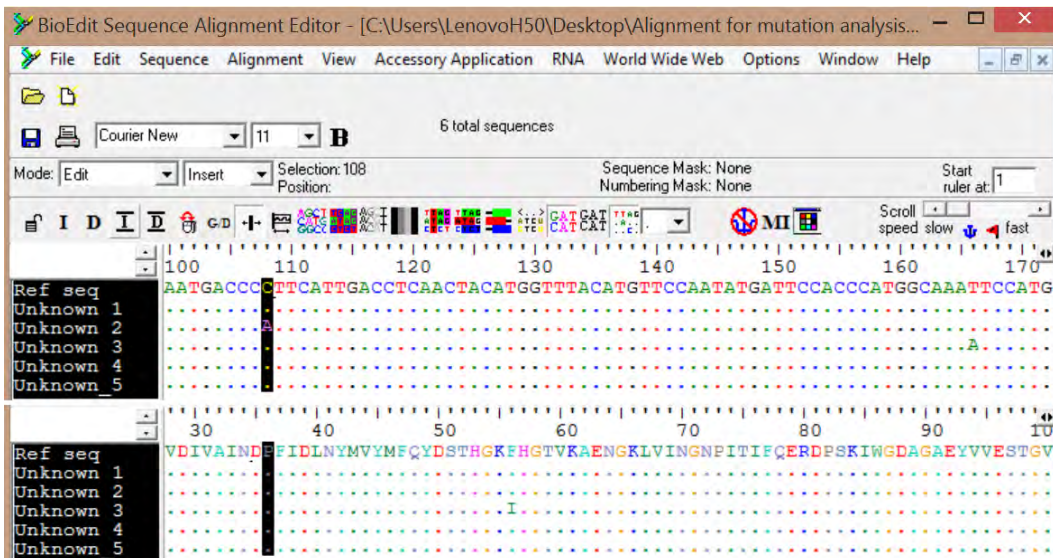 BioEdit Sequence Alignment Editor - [C:\Users\LenovoH50\Desktop\Alignment for mutation analysis...
File Edit Sequence Alignment View Accessory Application RNA World Wide Web Options Window Help
Courier New 11 B 6 total sequences
Mode: Edit Insert Selection: 108 Position: Sequence Mask: None Numbering Mask: None Start ruler at: 1
I D I D G/D MI Scroll speed slow fast
100 110 120 130 140 150 160 170
Ref seq AATGACCCCTTCATTGACCTCAACTACATGGTTTACATGTTCCAATATGATTCCACCCATGGCAAATTCCATG
Unknown 1
Unknown 2 A
Unknown 3 A
Unknown 4
Unknown_5
30 40 50 60 70 80 90 10
Ref seq VDIVAINDPFIDLNYMVYMFQYDSTHGKFHGTVKAENGKLVINGNPITIFQERDPSKIWGDAGAEYVVESTGV
Unknown 1
Unknown 2
Unknown 3 I
Unknown 4
Unknown 5